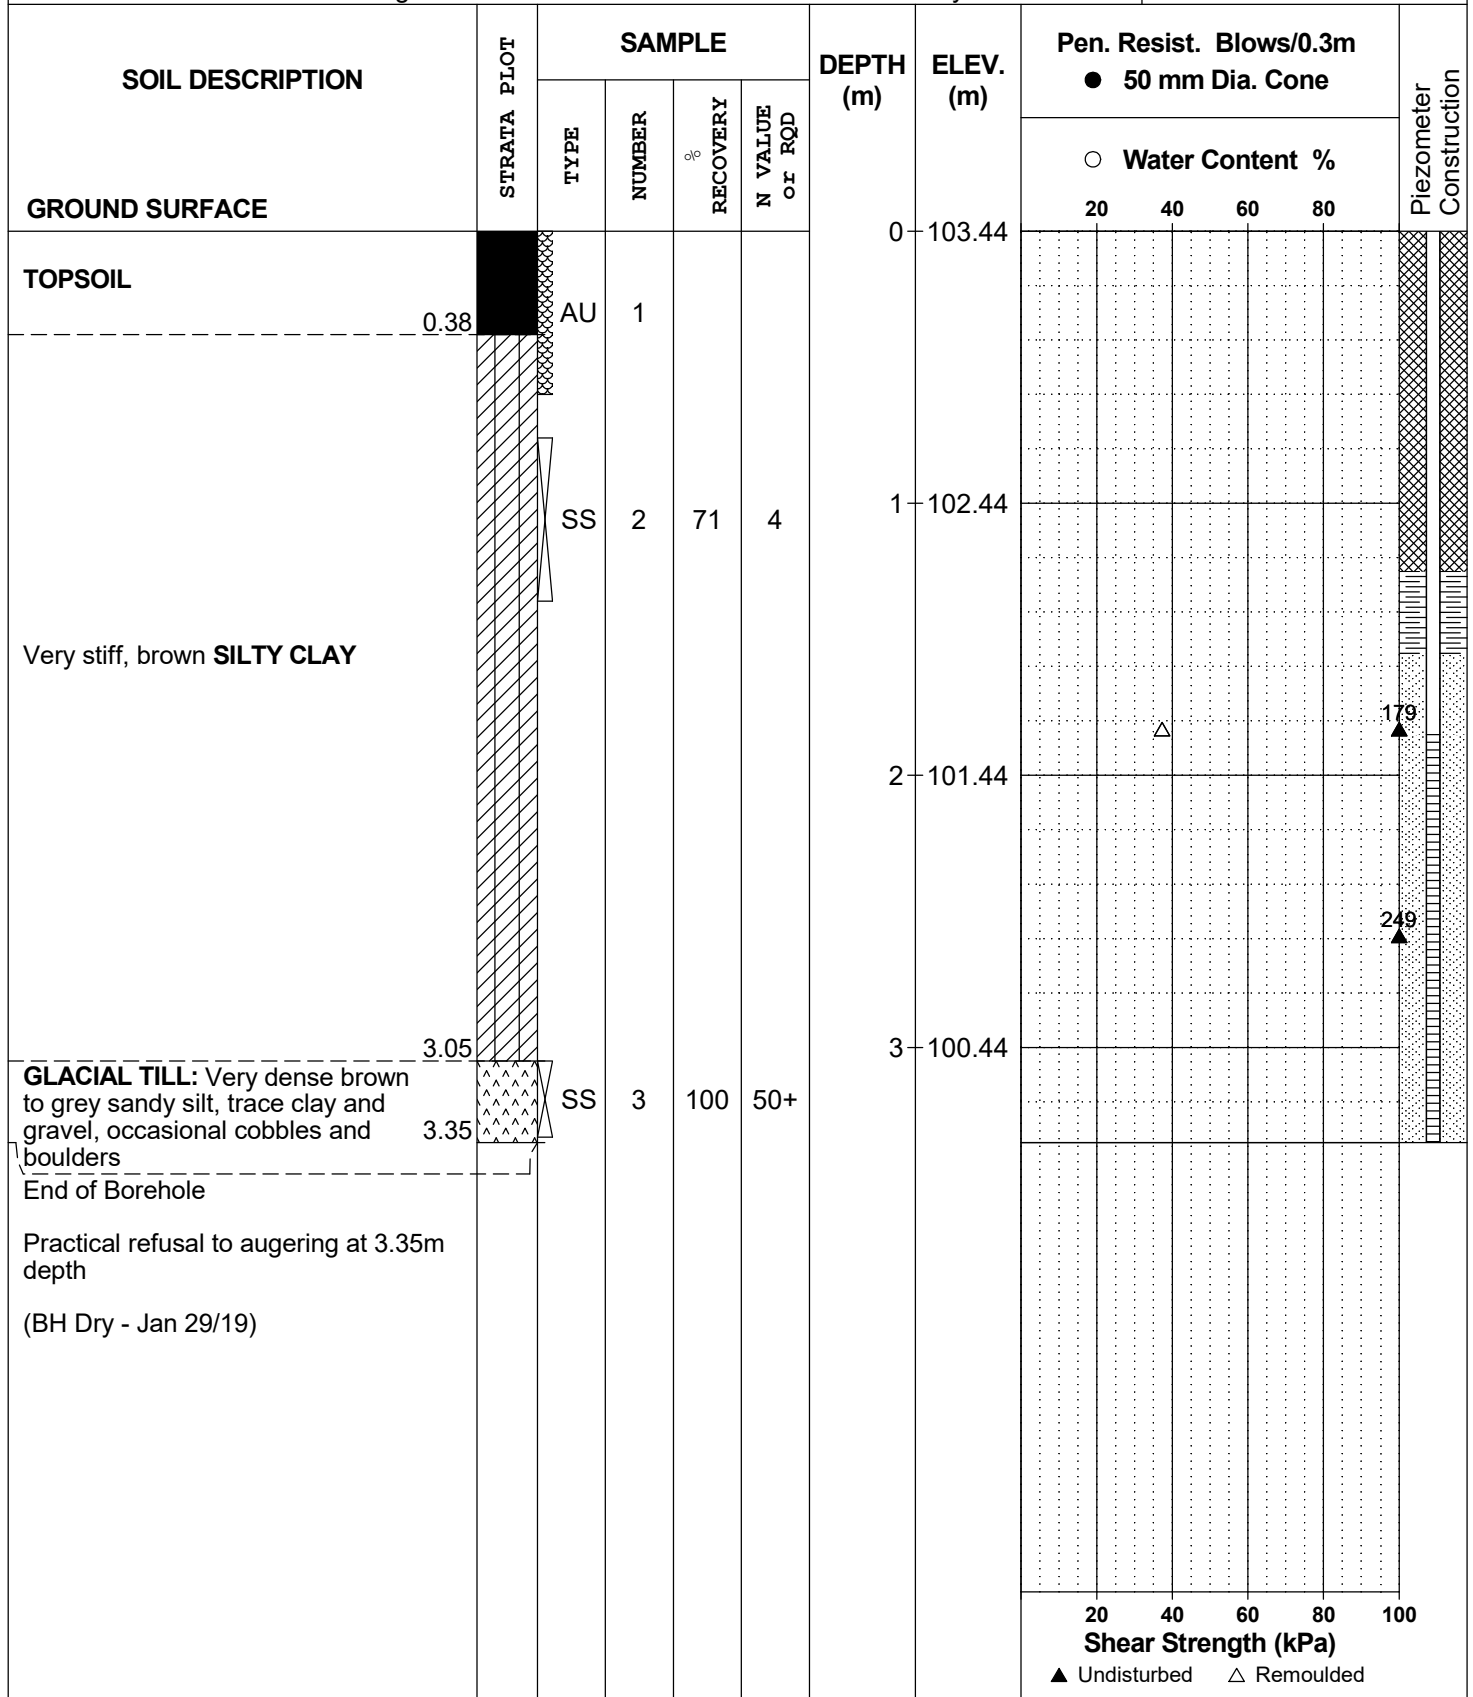 SOIL DESCRIPTION
GROUND SURFACE
STRATA PLOT
SAMPLE
TYPE
NUMBER
% RECOVERY
N VALUE or RQD
DEPTH (m)
ELEV. (m)
Pen. Resist. Blows/0.3m
● 50 mm Dia. Cone
○ Water Content %
20 40 60 80
Piezometer Construction
0 103.44
TOPSOIL
0.38
AU 1
SS 2 71 4
1 102.44
Very stiff, brown SILTY CLAY
179
2 101.44
249
3.05
3 100.44
GLACIAL TILL: Very dense brown
to grey sandy silt, trace clay and
gravel, occasional cobbles and
boulders
3.35
SS 3 100 50+
End of Borehole
Practical refusal to augering at 3.35m
depth
(BH Dry - Jan 29/19)
20 40 60 80 100
Shear Strength (kPa)
▲ Undisturbed △ Remoulded